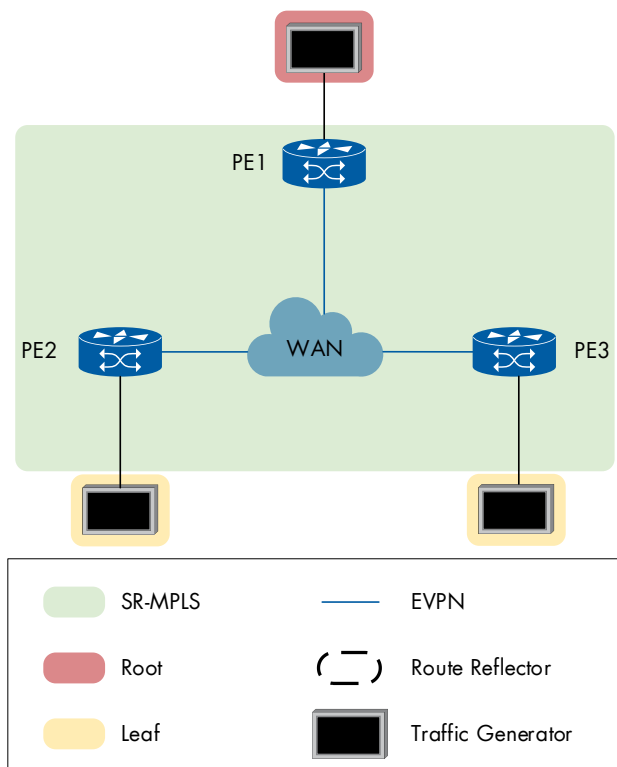 PE1
PE2
WAN
PE3
SR-MPLS
EVPN
Root
Route Reflector
Leaf
Traffic Generator